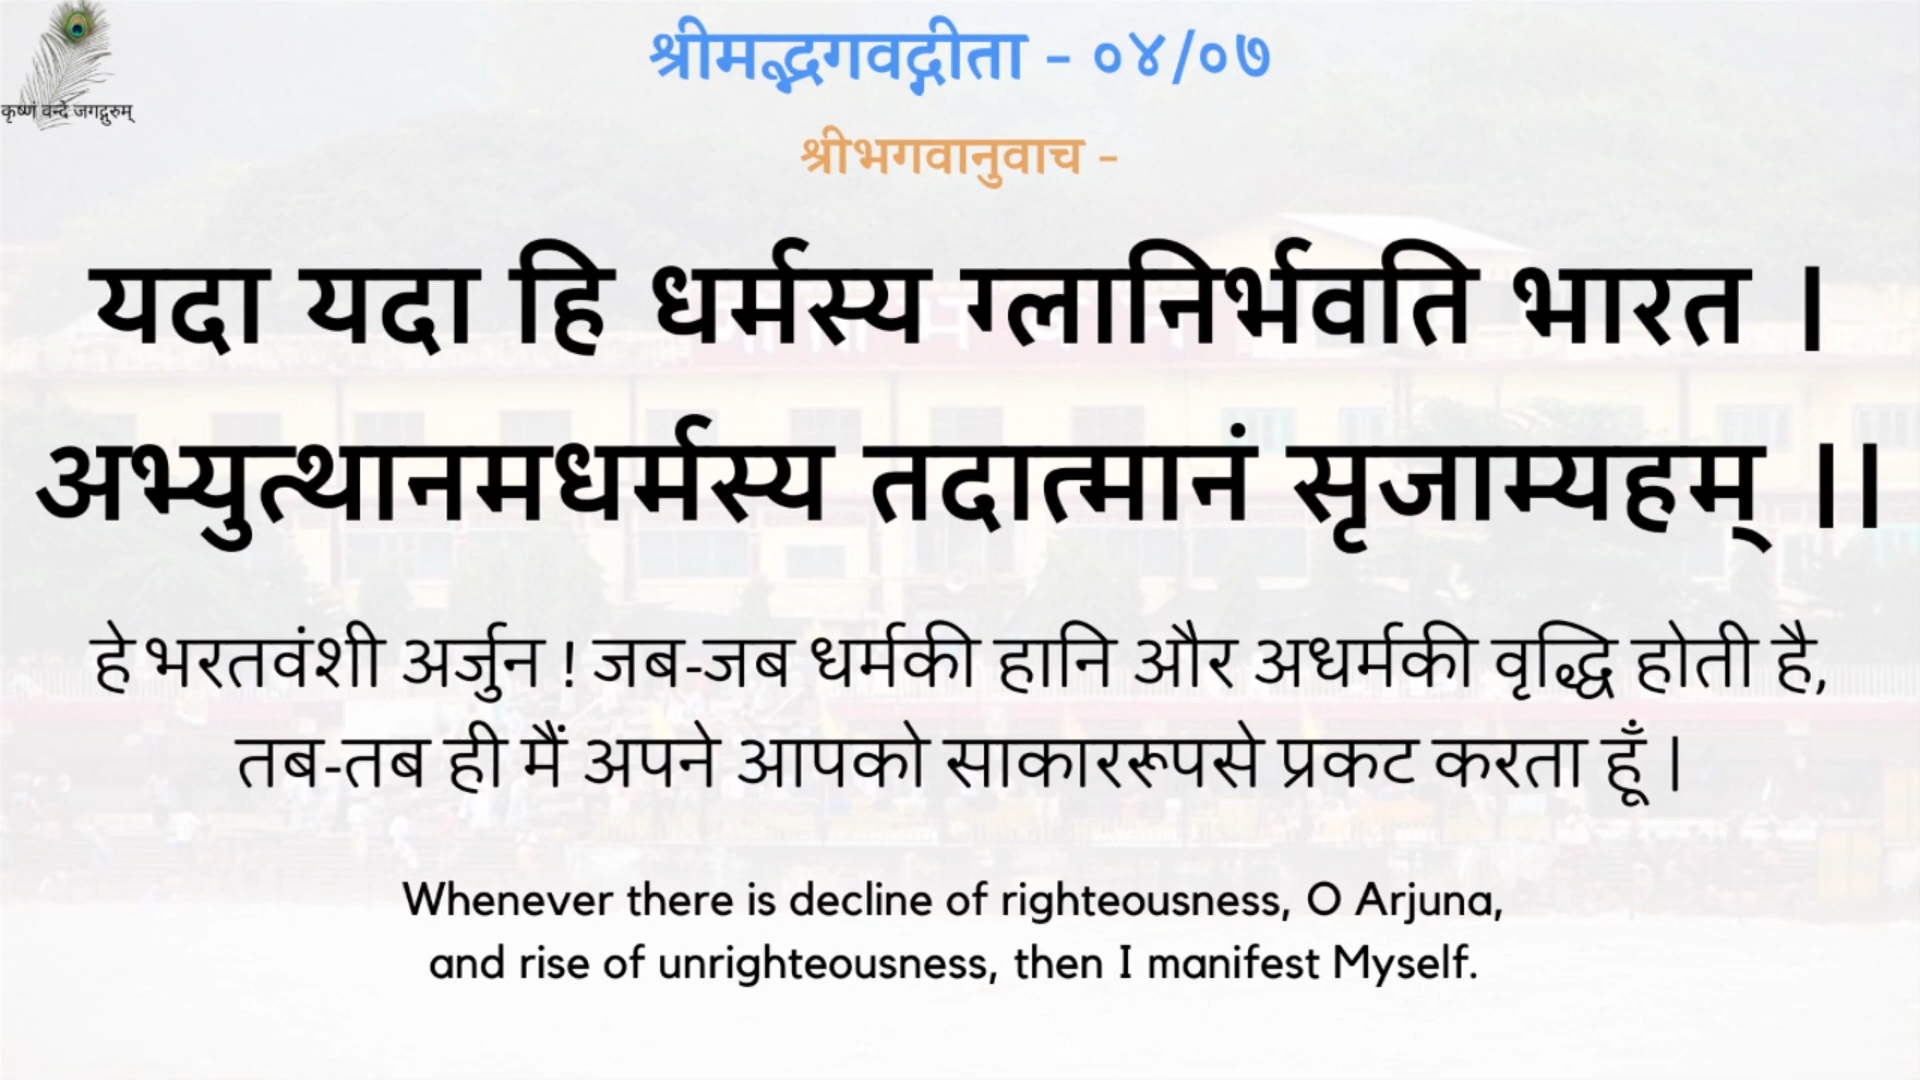 श्रीमद्भगवद्गीता - ०४/०७
कृष्णं वन्दे जगद्गुरुम्
श्रीभगवानुवाच -
यदा यदा हि धर्मस्य ग्लानिर्भवति भारत ।
अभ्युत्थानमधर्मस्य तदात्मानं सृजाम्यहम् ।।
हे भरतवंशी अर्जुन ! जब-जब धर्मकी हानि और अधर्मकी वृद्धि होती है,
तब-तब ही मैं अपने आपको साकाररूपसे प्रकट करता हूँ |
Whenever there is decline of righteousness, O Arjuna,
and rise of unrighteousness, then I manifest Myself.